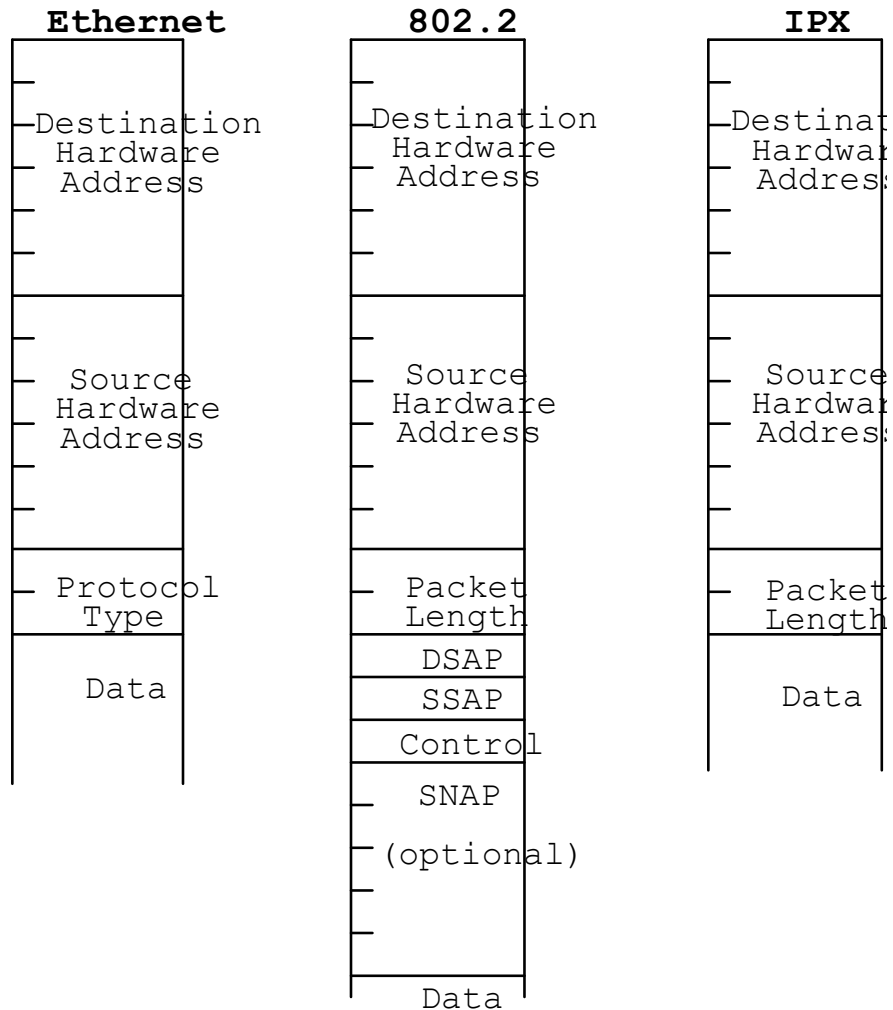 Ethernet
Destination
Hardware
Address
Source
Hardware
Address
Protocol
Type
Data
802.2
Destination
Hardware
Address
Source
Hardware
Address
Packet
Length
DSAP
SSAP
Control
SNAP
(optional)
Data
IPX
Destinat
Hardwar
Address
Source
Hardwar
Address
Packet
Length
Data